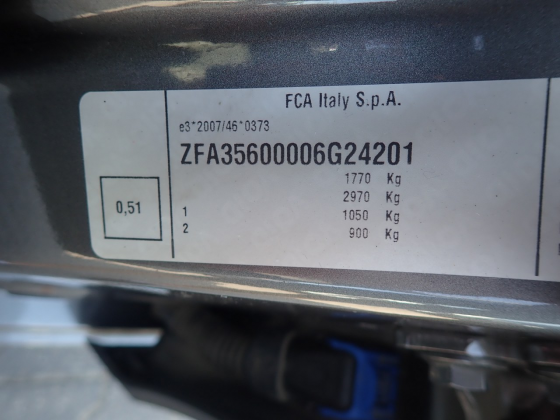 FCA Italy S.p.A.
e3*2007/46*0373
ZFA35600006G24201
1770 Kg
2970 Kg
0,51
1 1050 Kg
2 900 Kg